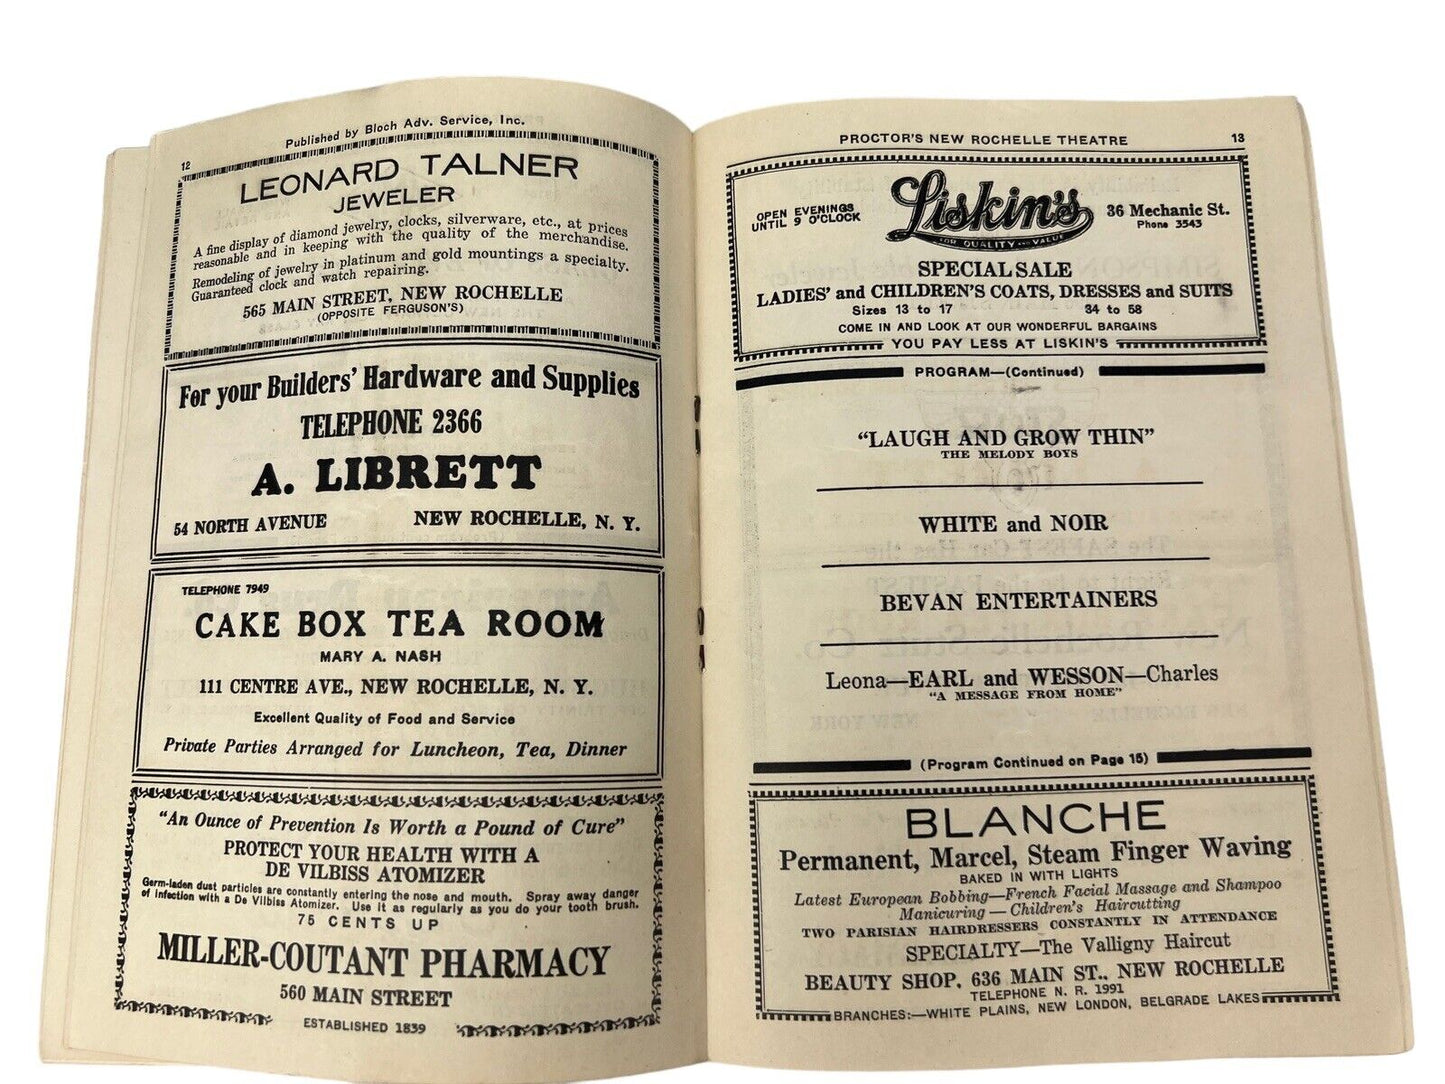 Published by Bloch Adv. Service, Inc.
12
LEONARD TALNER
JEWELER
A fine display of diamond jewelry, clocks, silverware, etc., at prices
reasonable and in keeping with the quality of the merchandise.
Remodeling of jewelry in platinum and gold mountings a specialty.
Guaranteed clock and watch repairing.
565 MAIN STREET, NEW ROCHELLE
(OPPOSITE FERGUSON'S)
For your Builders' Hardware and Supplies
TELEPHONE 2366
A. LIBRETT
54 NORTH AVENUE NEW ROCHELLE, N. Y.
TELEPHONE 7949
CAKE BOX TEA ROOM
MARY A. NASH
111 CENTRE AVE., NEW ROCHELLE, N. Y.
Excellent Quality of Food and Service
Private Parties Arranged for Luncheon, Tea, Dinner
"An Ounce of Prevention Is Worth a Pound of Cure"
PROTECT YOUR HEALTH WITH A
DE VILBISS ATOMIZER
Germ-laden dust particles are constantly entering the nose and mouth. Spray away danger
of infection with a De Vilbiss Atomizer. Use it as regularly as you do your tooth brush.
75 CENTS UP
MILLER-COUTANT PHARMACY
560 MAIN STREET
ESTABLISHED 1839
PROCTOR'S NEW ROCHELLE THEATRE 13
OPEN EVENINGS
UNTIL 9 O'CLOCK
Liskin's
FOR QUALITY AND VALUE
36 Mechanic St.
Phone 3543
SPECIAL SALE
LADIES' and CHILDREN'S COATS, DRESSES and SUITS
Sizes 13 to 17 34 to 58
COME IN AND LOOK AT OUR WONDERFUL BARGAINS
YOU PAY LESS AT LISKIN'S
PROGRAM—(Continued)
"LAUGH AND GROW THIN"
THE MELODY BOYS
WHITE and NOIR
BEVAN ENTERTAINERS
Leona—EARL and WESSON—Charles
"A MESSAGE FROM HOME"
(Program Continued on Page 15)
BLANCHE
Permanent, Marcel, Steam Finger Waving
BAKED IN WITH LIGHTS
Latest European Bobbing—French Facial Massage and Shampoo
Manicuring — Children's Haircutting
TWO PARISIAN HAIRDRESSERS CONSTANTLY IN ATTENDANCE
SPECIALTY—The Valligny Haircut
BEAUTY SHOP, 636 MAIN ST., NEW ROCHELLE
TELEPHONE N. R. 1991
BRANCHES:—WHITE PLAINS, NEW LONDON, BELGRADE LAKES